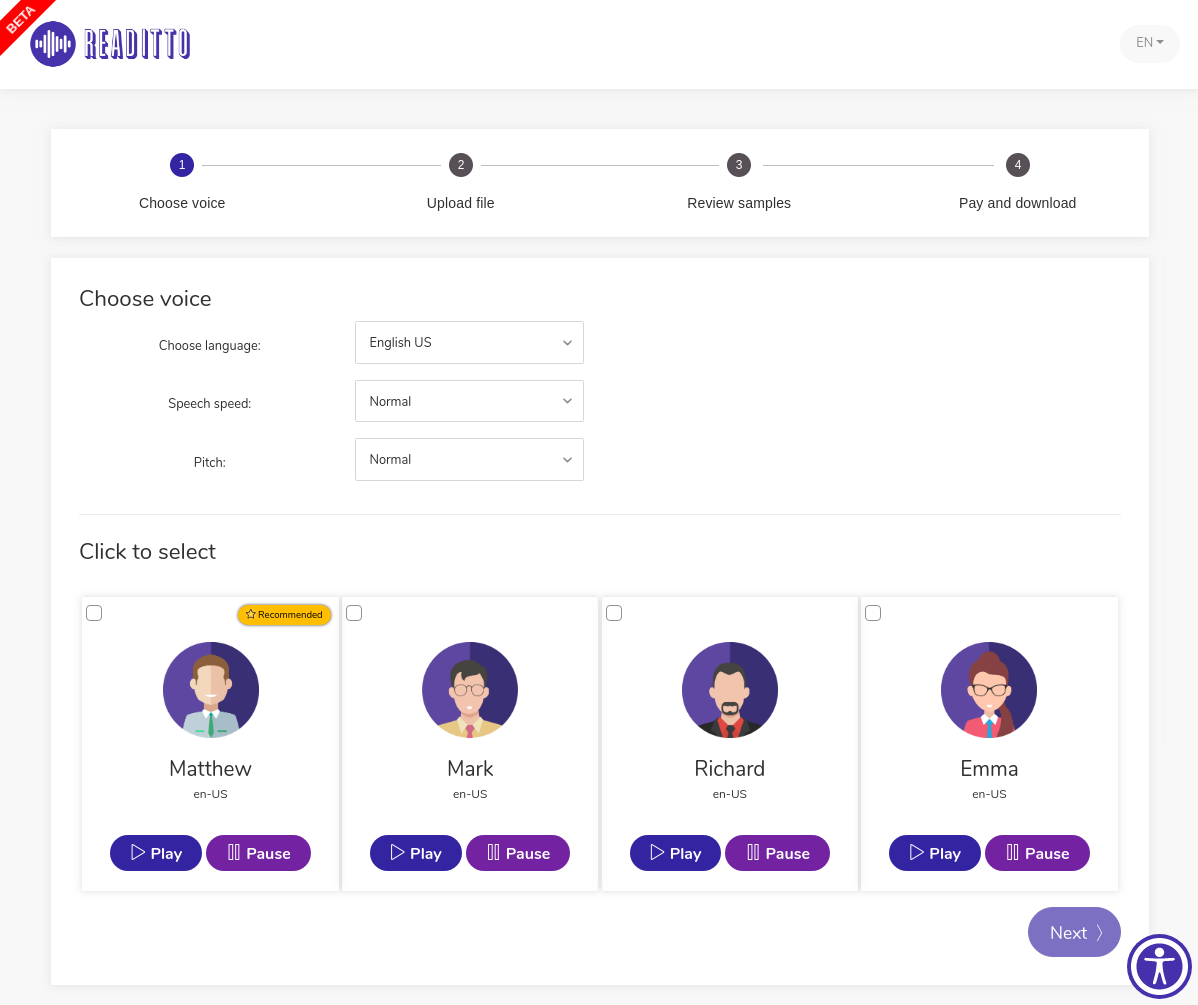 BETA
READITTO
EN
1
2
3
4
Choose voice
Upload file
Review samples
Pay and download
Choose voice
Choose language:
English US
Speech speed:
Normal
Pitch:
Normal
Click to select
Recommended
Matthew
en-US
Play
Pause
Mark
en-US
Play
Pause
Richard
en-US
Play
Pause
Emma
en-US
Play
Pause
Next